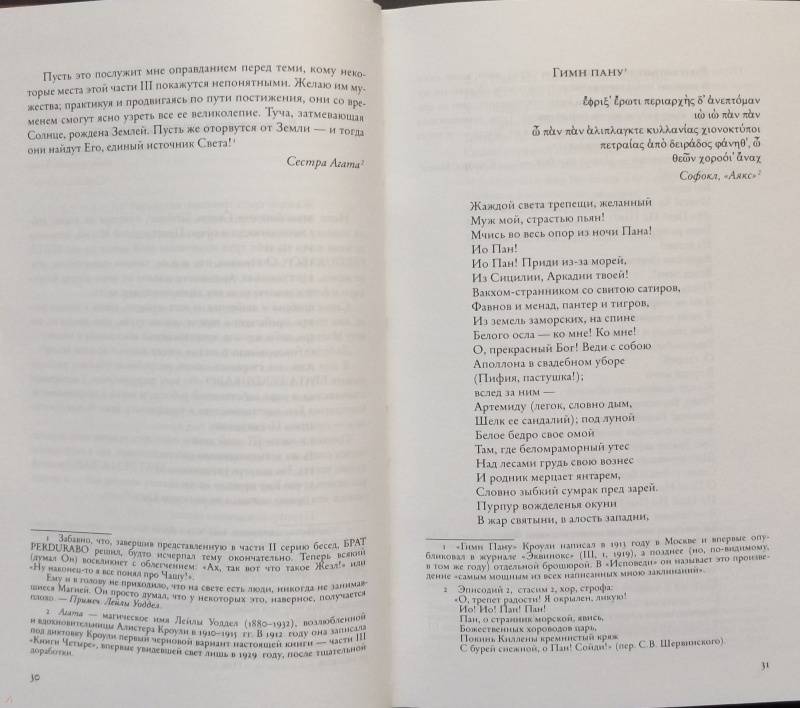 Пусть это послужит мне оправданием перед теми, кому неко-
торые места этой части III покажутся непонятными. Желаю им му-
жества; практикуя и продвигаясь по пути постижения, они со вре-
менем смогут ясно узреть все ее великолепие. Туча, затмевающая
Солнце, рождена Землей. Пусть же оторвутся от Земли — и тогда
они найдут Его, единый источник Света!1
Сестра Агата2
1 Забавно, что, завершив представленную в части II серию бесед, БРАТ
PERDURABO решил, будто исчерпал тему окончательно. Теперь всякий
(думал Он) воскликнет с облегчением: «Ах, так вот что такое Жезл!» или
«Ну наконец-то я все понял про Чашу!».
Ему и в голову не приходило, что на свете есть люди, никогда не занимав-
шиеся Магией. Он просто думал, что у некоторых это, наверное, получается
плохо. — Примеч. Лейлы Уоддел.
2 Агата — магическое имя Лейлы Уоддел (1880–1932), возлюбленной
и вдохновительницы Алистера Кроули в 1910–1915 гг. В 1912 году она записала
под диктовку Кроули первый черновой вариант настоящей книги — части III
«Книги Четыре», впервые увидевшей свет лишь в 1929 году, после тщательной
доработки.
30
Гимн пану1
ἔφριξ’ ἔρωτι περιαρχὴς δ’ ἀνεπτόμαν
ἰὼ ἰὼ πὰν πὰν
ὦ πὰν πὰν ἁλιπλαγκτε κυλλανίας χιονοκτύποι
πετραίας ἀπὸ δειράδος φάνηθ’, ὦ
θεῶν χοροόι’ ἄναχ
Софокл, «Аякс»2
Жаждой света трепещи, желанный
Муж мой, страстью пьян!
Мчись во весь опор из ночи Пана!
Ио Пан!
Ио Пан! Приди из-за морей,
Из Сицилии, Аркадии твоей!
Вакхом-странником со свитою сатиров,
Фавнов и менад, пантер и тигров,
Из земель заморских, на спине
Белого осла — ко мне! Ко мне!
О, прекрасный Бог! Веди с собою
Аполлона в свадебном уборе
(Пифия, пастушка!);
вслед за ним —
Артемиду (легок, словно дым,
Шелк ее сандалий); под луной
Белое бедро свое омой
Там, где беломраморный утес
Над лесами грудь свою вознес
И родник мерцает янтарем,
Словно зыбкий сумрак пред зарей.
Пурпур вожделенья окуни
В жар святыни, в алость западни,
1 «Гимн Пану» Кроули написал в 1913 году в Москве и впервые опу-
бликовал в журнале «Эквинокс» (III, 1, 1919), а позднее (но, по-видимому,
в том же году) отдельной брошюрой. В «Исповеди» он называет это произве-
дение «самым мощным из всех написанных мною заклинаний».
2 Эписодий 2, стасим 2, хор, строфа:
«О, трепет радости! Я окрылен, ликую!
Ио! Ио! Пан! Пан!
Пан, о странник морской, явись,
Божественных хороводов царь,
Покинь Киллены кремнистый кряж
С бурей снежной, о Пан! Сойди!» (пер. С.В. Шервинского).
31